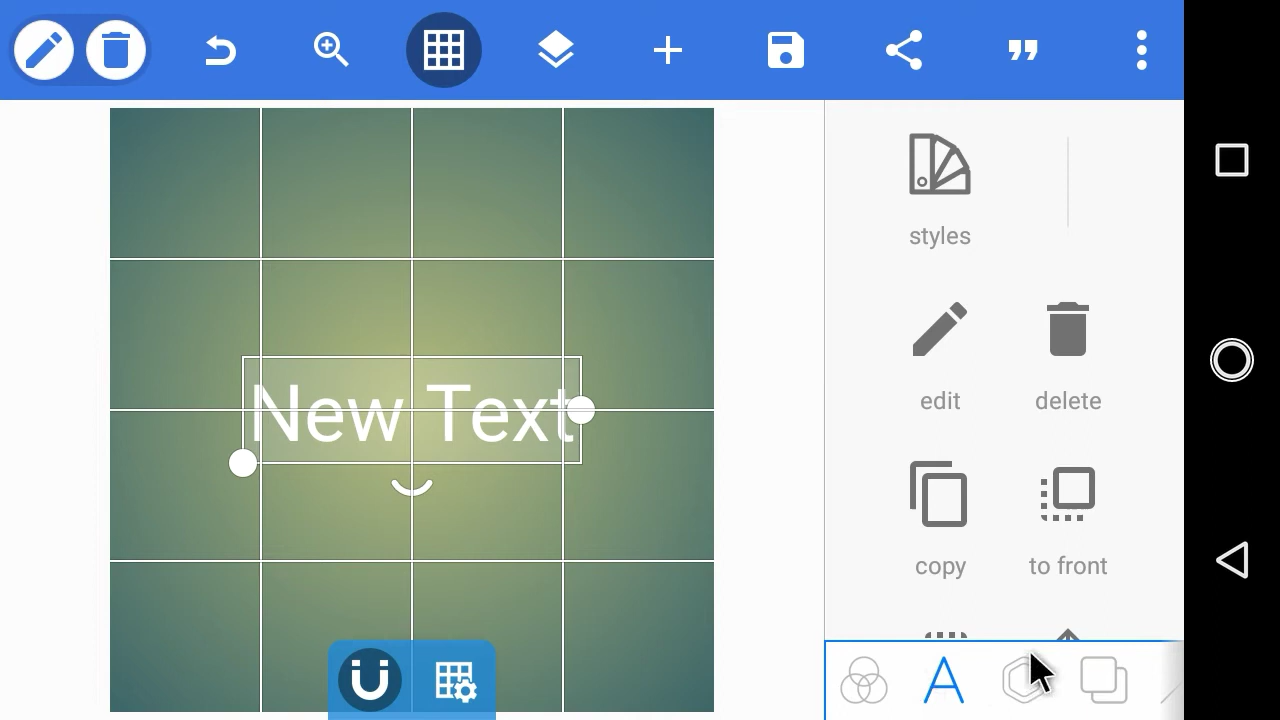 styles
New Text
edit
delete
copy
to front